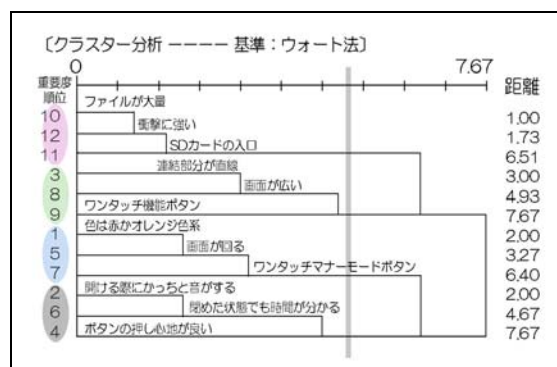 〔クラスター分析 ーーーー 基準：ウォート法〕
0 7.67
重要度 距離
順位 ファイルが大量
10 衝撃に強い 1.00
12 SDカードの入口 1.73
11 6.51
3 連結部分が直線 3.00
8 画面が広い 4.93
9 ワンタッチ機能ボタン 7.67
1 色は赤かオレンジ色系 2.00
5 画面が回る 3.27
7 ワンタッチマナーモードボタン 6.40
2 開ける際にかっちと音がする 2.00
6 閉めた状態でも時間が分かる 4.67
4 ボタンの押し心地が良い 7.67